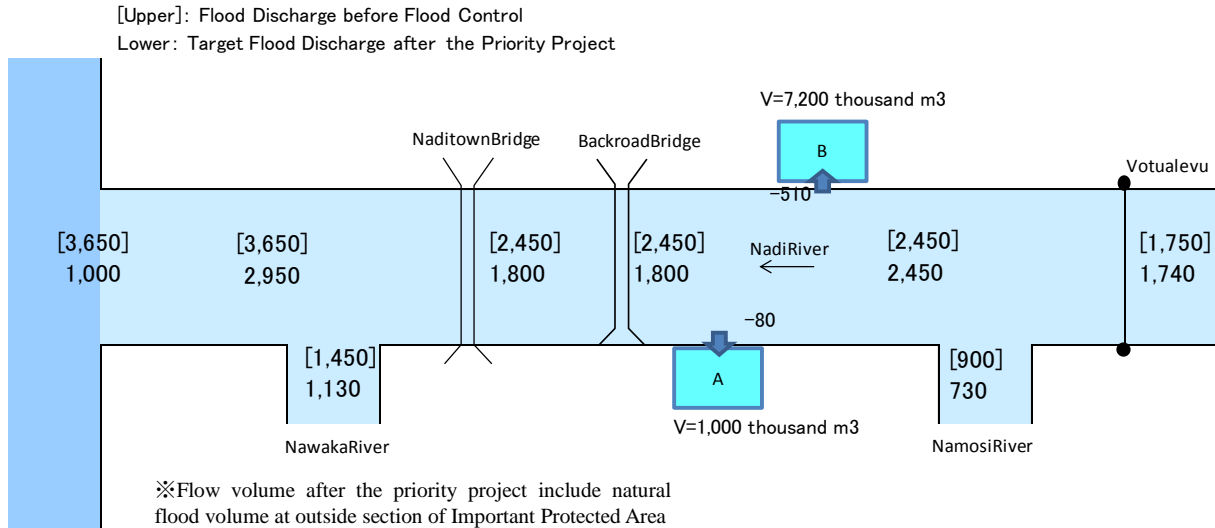 [Upper]: Flood Discharge before Flood Control
Lower: Target Flood Discharge after the Priority Project
V=7,200 thousand m3
NaditownBridge
BackroadBridge
B
Votualevu
-510
[3,650]
1,000
[3,650]
2,950
[2,450]
1,800
[2,450]
1,800
NadiRiver
[2,450]
2,450
[1,750]
1,740
-80
[1,450]
1,130
A
[900]
730
V=1,000 thousand m3
NawakaRiver
NamosiRiver
※Flow volume after the priority project include natural
flood volume at outside section of Important Protected Area